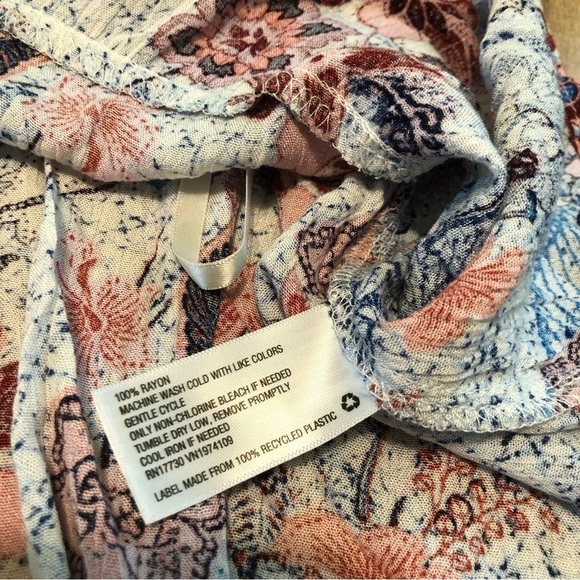 100% RAYON
MACHINE WASH COLD WITH LIKE COLORS
GENTLE CYCLE
ONLY NON-CHLORINE BLEACH IF NEEDED
TUMBLE DRY LOW, REMOVE PROMPTLY
COOL IRON IF NEEDED
RN17730 VN1974109
LABEL MADE FROM 100% RECYCLED PLASTIC